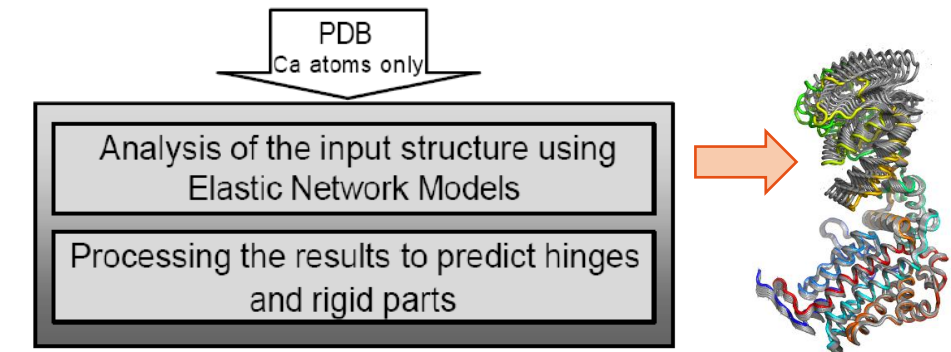 PDB
Ca atoms only
Analysis of the input structure using
Elastic Network Models
Processing the results to predict hinges
and rigid parts